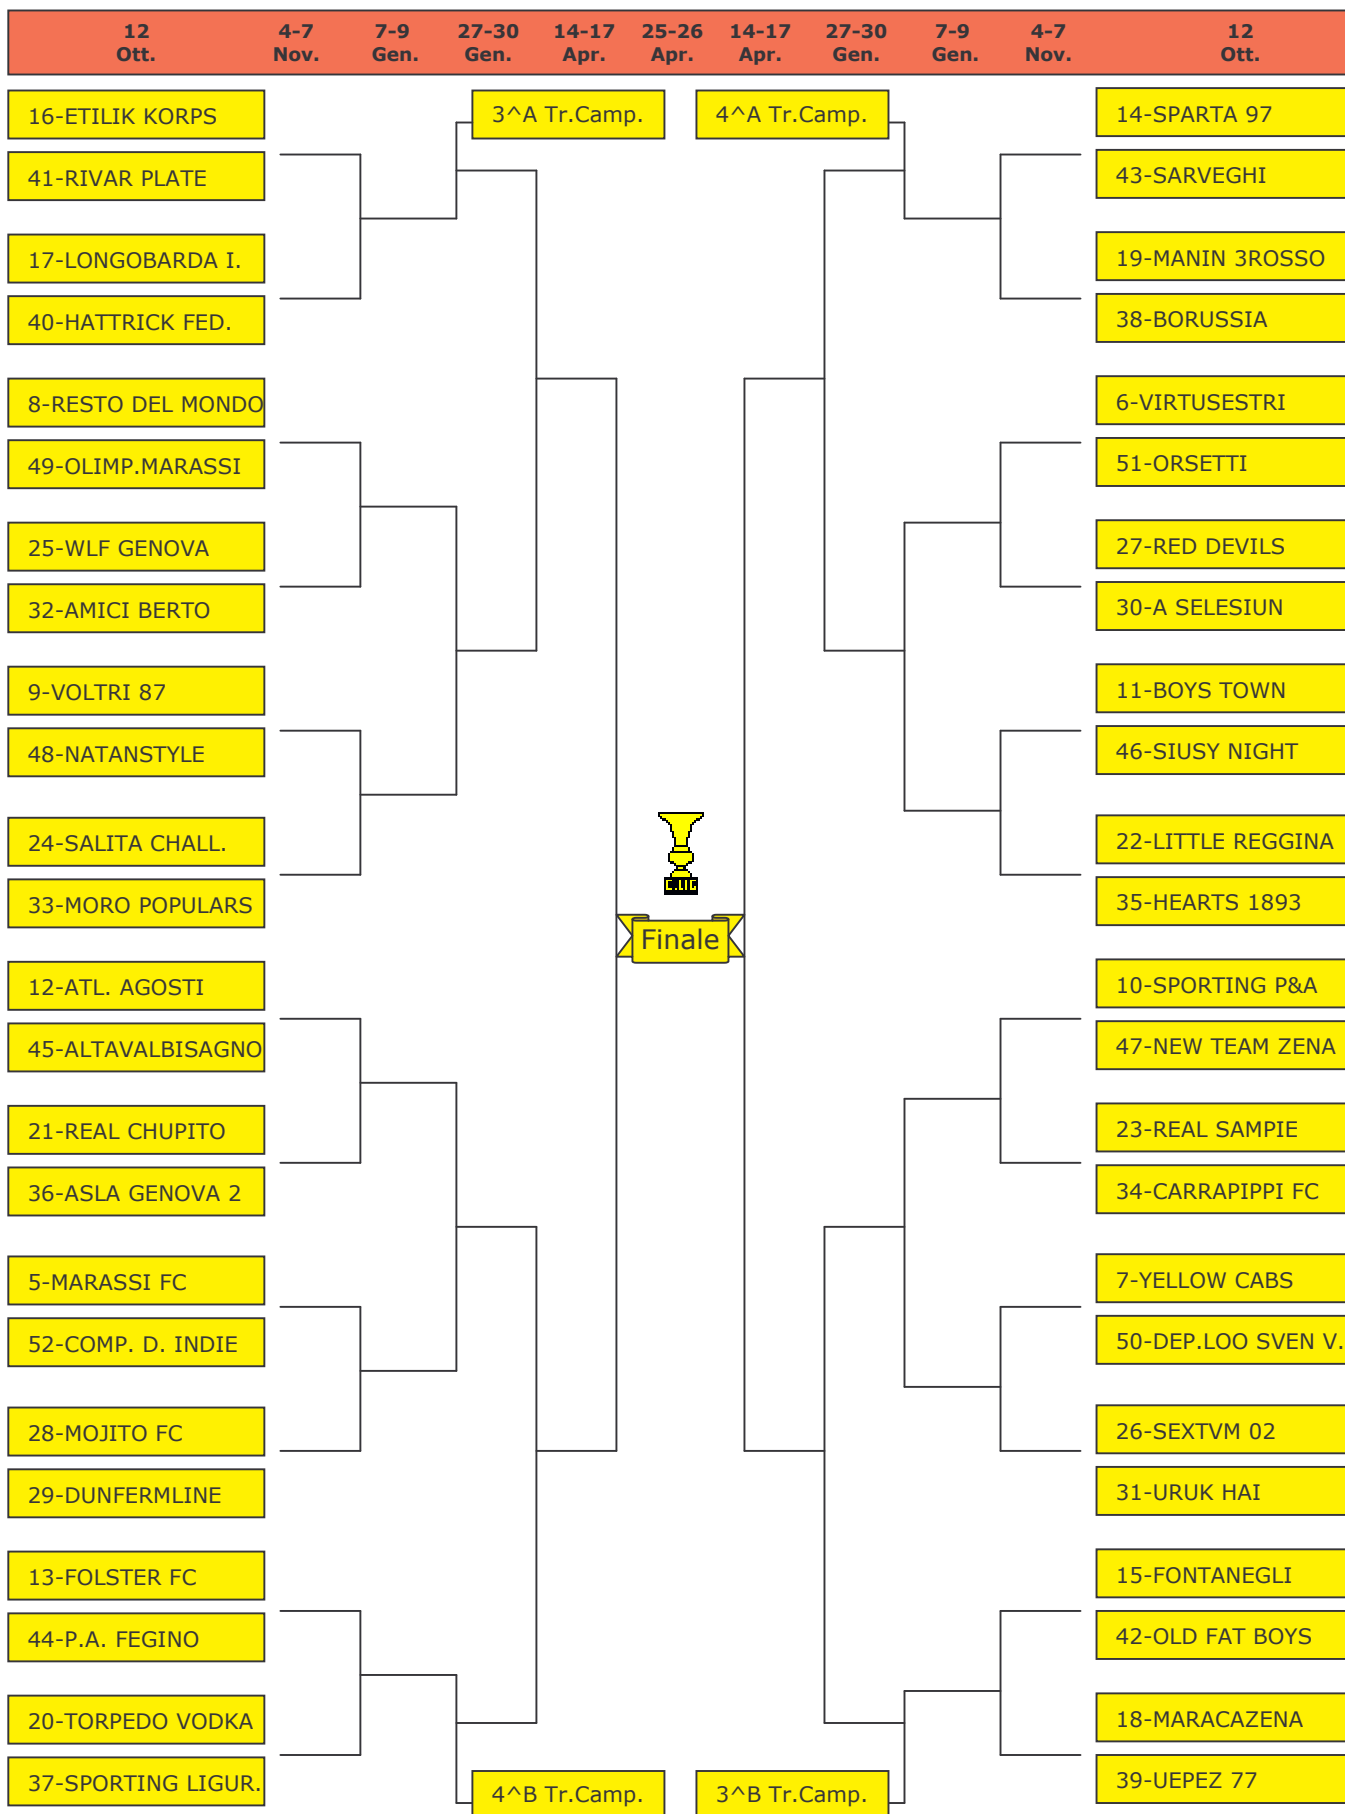 12 4-7 7-9 27-30 14-17 25-26 14-17 27-30 7-9 4-7 12
Ott. Nov. Gen. Gen. Apr. Apr. Apr. Gen. Gen. Nov. Ott.
16-ETILIK KORPS 3^A Tr.Camp. 4^A Tr.Camp. 14-SPARTA 97
41-RIVAR PLATE 43-SARVEGHI
17-LONGOBARDA I. 19-MANIN 3ROSSO
40-HATTRICK FED. 38-BORUSSIA
8-RESTO DEL MONDO 6-VIRTUSESTRI
49-OLIMP.MARASSI 51-ORSETTI
25-WLF GENOVA 27-RED DEVILS
32-AMICI BERTO 30-A SELESIUN
9-VOLTRI 87 11-BOYS TOWN
48-NATANSTYLE 46-SIUSY NIGHT
24-SALITA CHALL. 22-LITTLE REGGINA
33-MORO POPULARS 35-HEARTS 1893
Finale
12-ATL. AGOSTI 10-SPORTING P&A
45-ALTAVALBISAGNO 47-NEW TEAM ZENA
21-REAL CHUPITO 23-REAL SAMPIE
36-ASLA GENOVA 2 34-CARRAPIPPI FC
5-MARASSI FC 7-YELLOW CABS
52-COMP. D. INDIE 50-DEP.LOO SVEN V.
28-MOJITO FC 26-SEXTVM 02
29-DUNFERMLINE 31-URUK HAI
13-FOLSTER FC 15-FONTANEGLI
44-P.A. FEGINO 42-OLD FAT BOYS
20-TORPEDO VODKA 18-MARACAZENA
37-SPORTING LIGUR. 4^B Tr.Camp. 3^B Tr.Camp. 39-UEPEZ 77